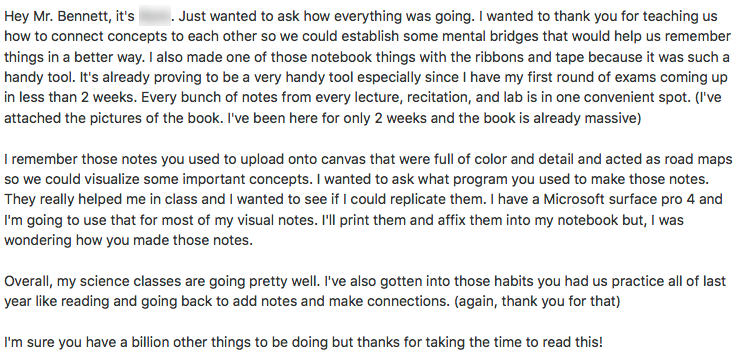 Hey Mr. Bennett, it's . Just wanted to ask how everything was going. I wanted to thank you for teaching us
how to connect concepts to each other so we could establish some mental bridges that would help us remember
things in a better way. I also made one of those notebook things with the ribbons and tape because it was such a
handy tool. It's already proving to be a very handy tool especially since I have my first round of exams coming up
in less than 2 weeks. Every bunch of notes from every lecture, recitation, and lab is in one convenient spot. (I've
attached the pictures of the book. I've been here for only 2 weeks and the book is already massive)
I remember those notes you used to upload onto canvas that were full of color and detail and acted as road maps
so we could visualize some important concepts. I wanted to ask what program you used to make those notes.
They really helped me in class and I wanted to see if I could replicate them. I have a Microsoft surface pro 4 and
I'm going to use that for most of my visual notes. I'll print them and affix them into my notebook but, I was
wondering how you made those notes.
Overall, my science classes are going pretty well. I've also gotten into those habits you had us practice all of last
year like reading and going back to add notes and make connections. (again, thank you for that)
I'm sure you have a billion other things to be doing but thanks for taking the time to read this!